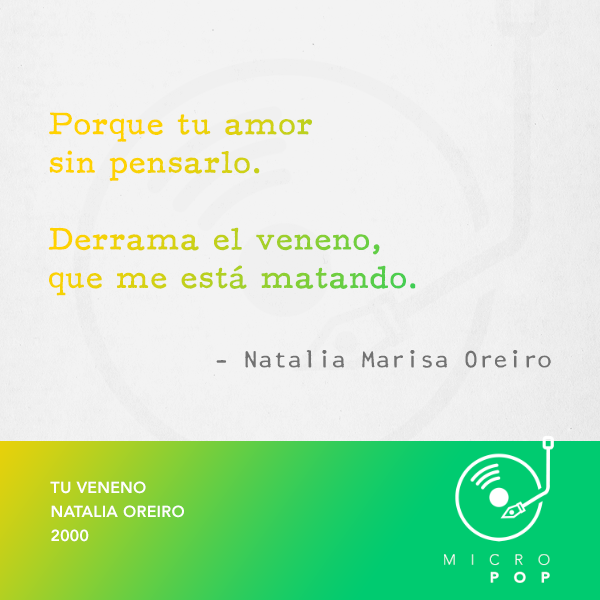 Porque tu amor
sin pensarlo.
Derrama el veneno,
que me está matando.
– Natalia Marisa Oreiro
TU VENENO
NATALIA OREIRO
2000
MICRO
POP